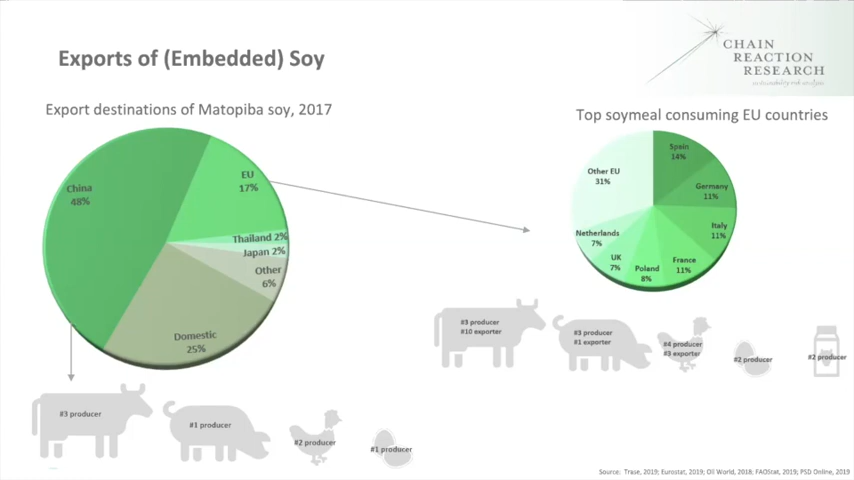 Exports of (Embedded) Soy
CHAIN
REACTION
RESEARCH
sustainability risk analysis
Export destinations of Matopiba soy, 2017
Top soymeal consuming EU countries
China
48%
EU
17%
Thailand 2%
Japan 2%
Other
6%
Domestic
25%
Spain
14%
Germany
11%
Italy
11%
France
11%
Poland
8%
UK
7%
Netherlands
7%
Other EU
31%
#3 producer
#10 exporter
#3 producer
#1 exporter
#4 producer
#3 exporter
#2 producer
#2 producer
#3 producer
#1 producer
#2 producer
#1 producer
Source: Trase, 2019; Eurostat, 2019; Oil World, 2018; FAOStat, 2019; PSD Online, 2019